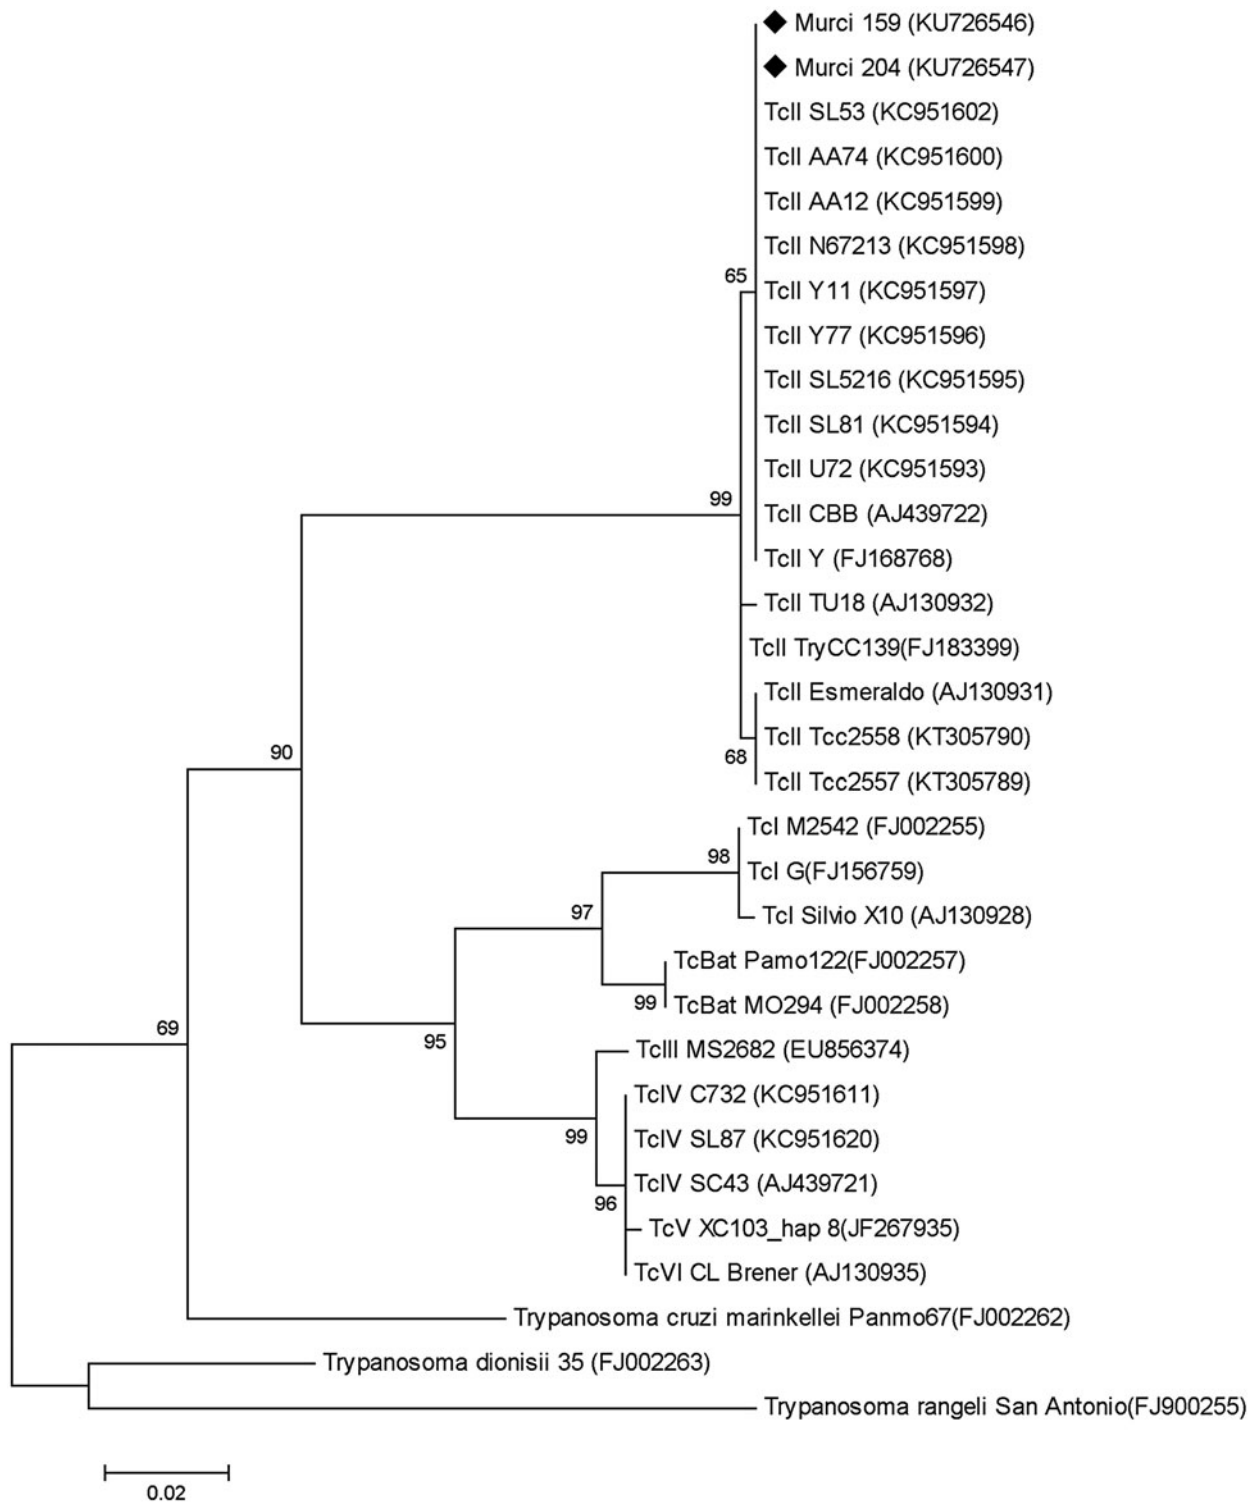 Murci 159 (KU726546)
Murci 204 (KU726547)
TcII SL53 (KC951602)
TcII AA74 (KC951600)
TcII AA12 (KC951599)
TcII N67213 (KC951598)
65
TcII Y11 (KC951597)
TcII Y77 (KC951596)
TcII SL5216 (KC951595)
TcII SL81 (KC951594)
TcII U72 (KC951593)
99
TcII CBB (AJ439722)
TcII Y (FJ168768)
TcII TU18 (AJ130932)
TcII TryCC139(FJ183399)
TcII Esmeraldo (AJ130931)
TcII Tcc2558 (KT305790)
90
68
TcII Tcc2557 (KT305789)
TcI M2542 (FJ002255)
98
TcI G(FJ156759)
97
TcI Silvio X10 (AJ130928)
TcBat Pamo122(FJ002257)
99
TcBat MO294 (FJ002258)
69
95
TcIII MS2682 (EU856374)
TcIV C732 (KC951611)
99
TcIV SL87 (KC951620)
TcIV SC43 (AJ439721)
96
TcV XC103_hap 8(JF267935)
TcVI CL Brener (AJ130935)
Trypanosoma cruzi marinkellei Panmo67(FJ002262)
Trypanosoma dionisii 35 (FJ002263)
Trypanosoma rangeli San Antonio(FJ900255)
0.02